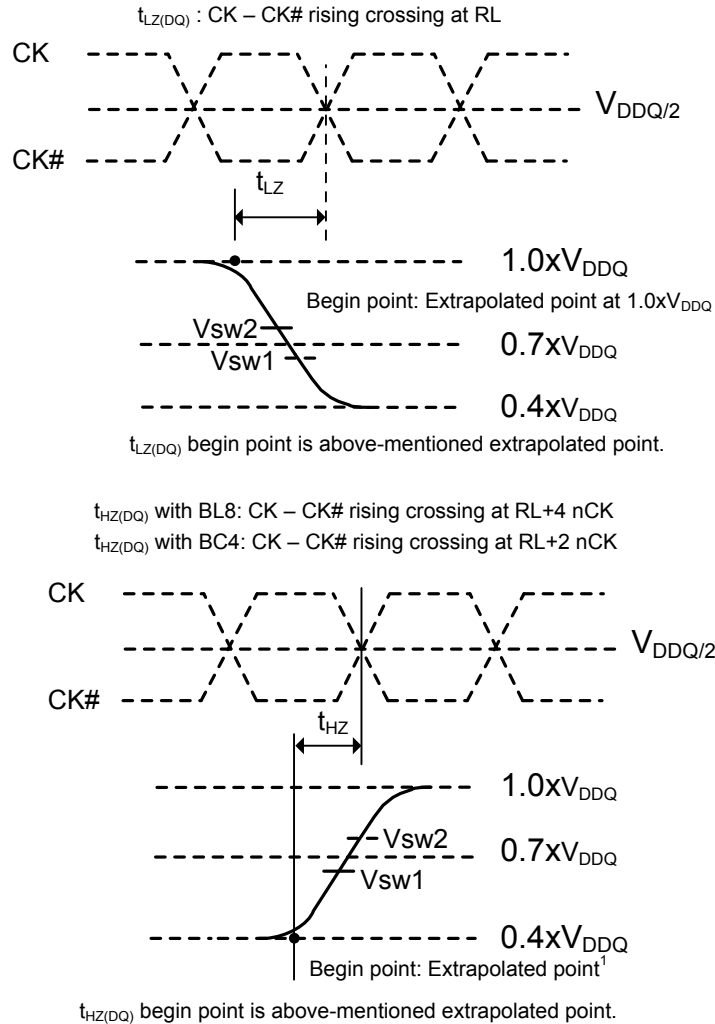 tLZ(DQ) : CK – CK# rising crossing at RL
CK
VDDQ/2
CK#
tLZ
1.0xVDDQ
Begin point: Extrapolated point at 1.0xVDDQ
Vsw2
0.7xVDDQ
Vsw1
0.4xVDDQ
tLZ(DQ) begin point is above-mentioned extrapolated point.
tHZ(DQ) with BL8: CK – CK# rising crossing at RL+4 nCK
tHZ(DQ) with BC4: CK – CK# rising crossing at RL+2 nCK
CK
VDDQ/2
CK#
tHZ
1.0xVDDQ
Vsw2
0.7xVDDQ
Vsw1
0.4xVDDQ
Begin point: Extrapolated point1
tHZ(DQ) begin point is above-mentioned extrapolated point.